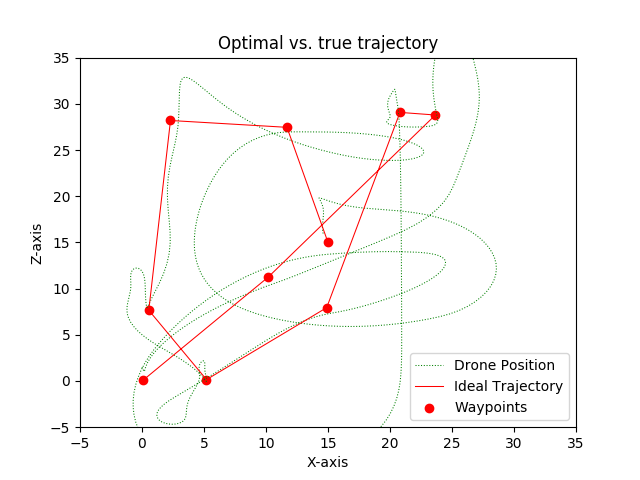 Optimal vs. true trajectory
35
30
25
20
15
10
5
0
−5
Z-axis
−5 0 5 10 15 20 25 30 35
X-axis
Drone Position
Ideal Trajectory
Waypoints